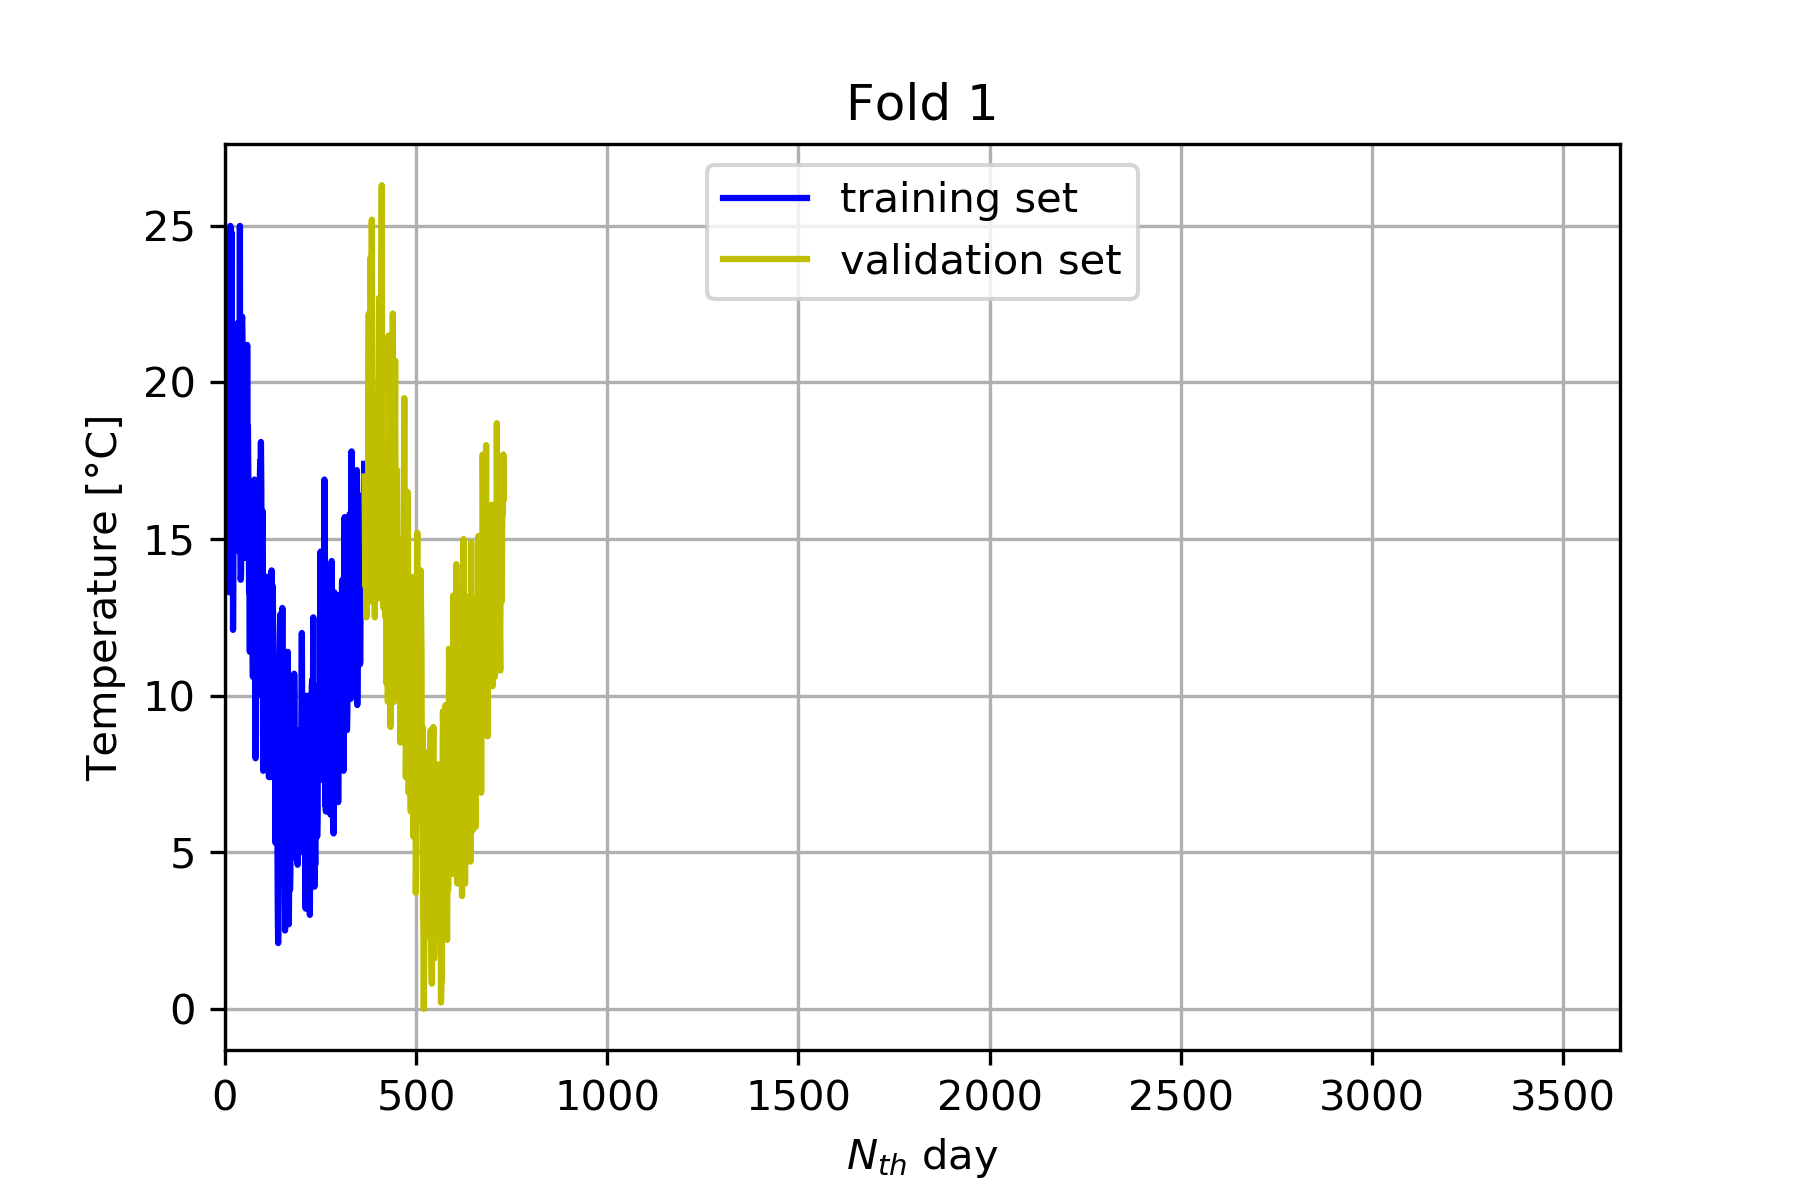 Fold 1
training set
validation set
Temperature [°C]
25
20
15
10
5
0
0 500 1000 1500 2000 2500 3000 3500
Nth day